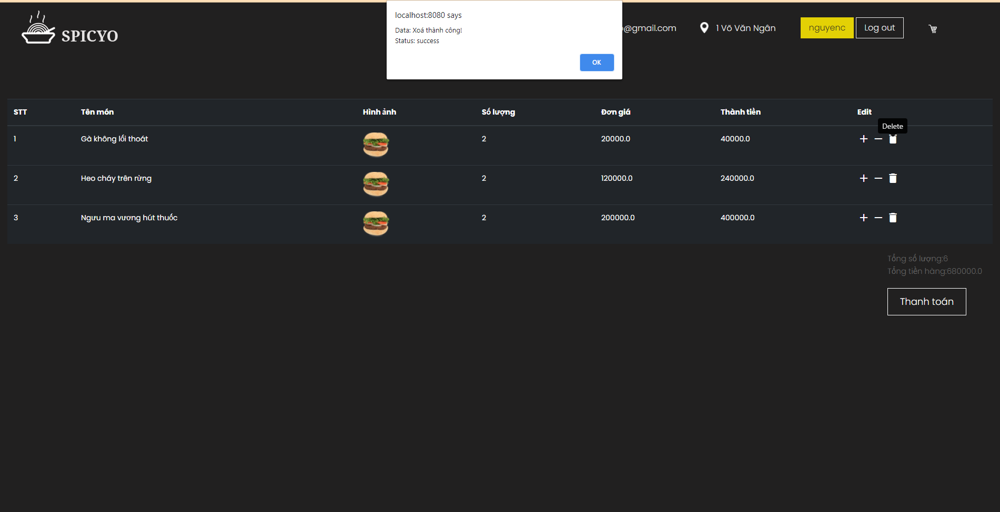 localhost:8080 says
Data: Xoá thành công!
Status: success
OK
SPICYO
@gmail.com
1 Võ Văn Ngân
nguyenc
Log out
STT Tên món Hình ảnh Số lượng Đơn giá Thành tiền Edit
Delete
1 Gà không lối thoát 2 20000.0 40000.0
2 Heo cháy trên rừng 2 120000.0 240000.0
3 Ngưu ma vương hút thuốc 2 200000.0 400000.0
Tổng số lượng:6
Tổng tiền hàng:680000.0
Thanh toán